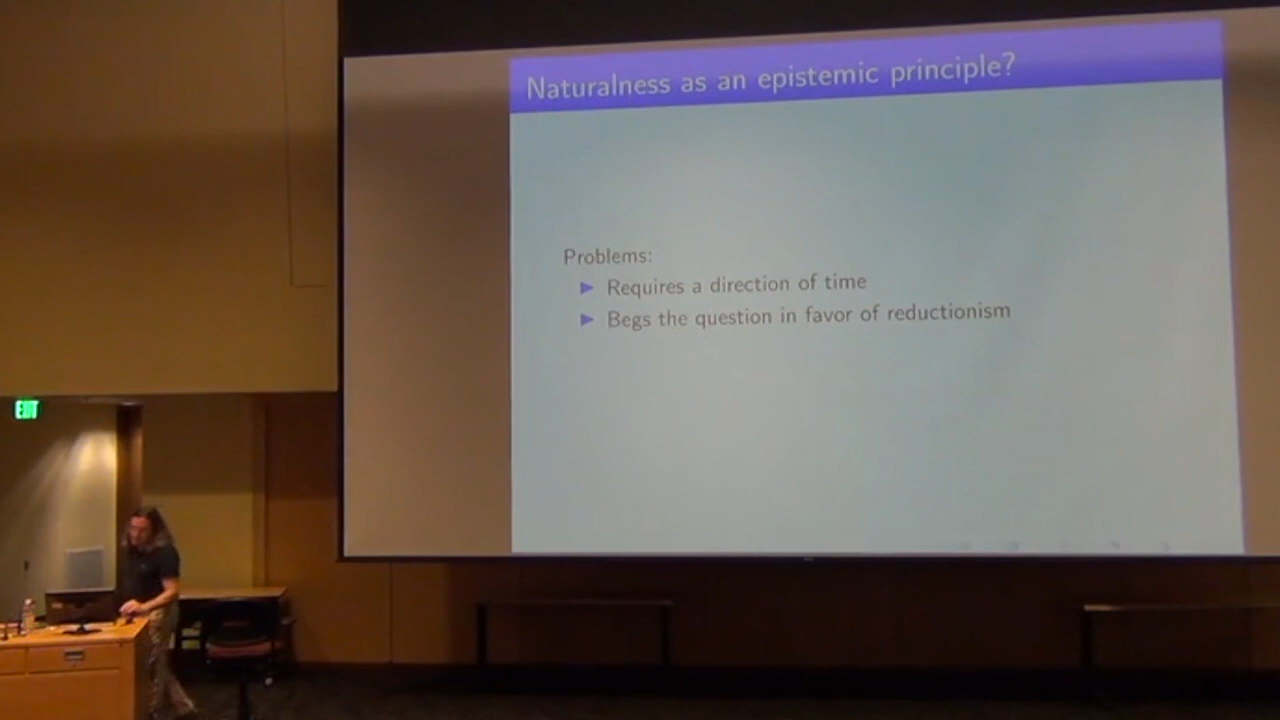 Naturalness as an epistemic principle?
Problems:
Requires a direction of time
Begs the question in favor of reductionism
EXIT